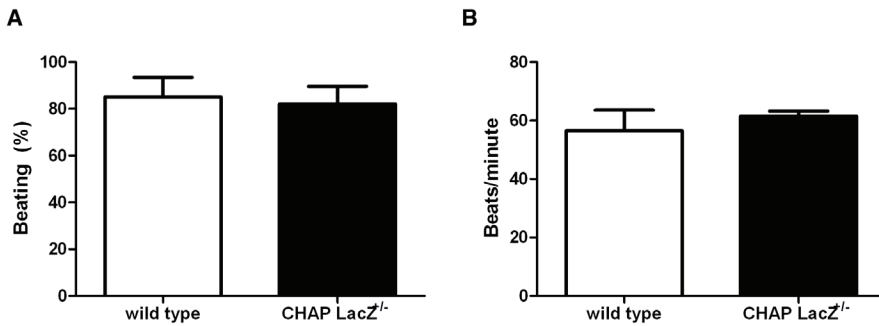 A
Beating (%)
100
80
60
40
20
0
wild type
CHAP LacZ+/-
B
Beats/minute
80
60
40
20
0
wild type
CHAP LacZ+/-